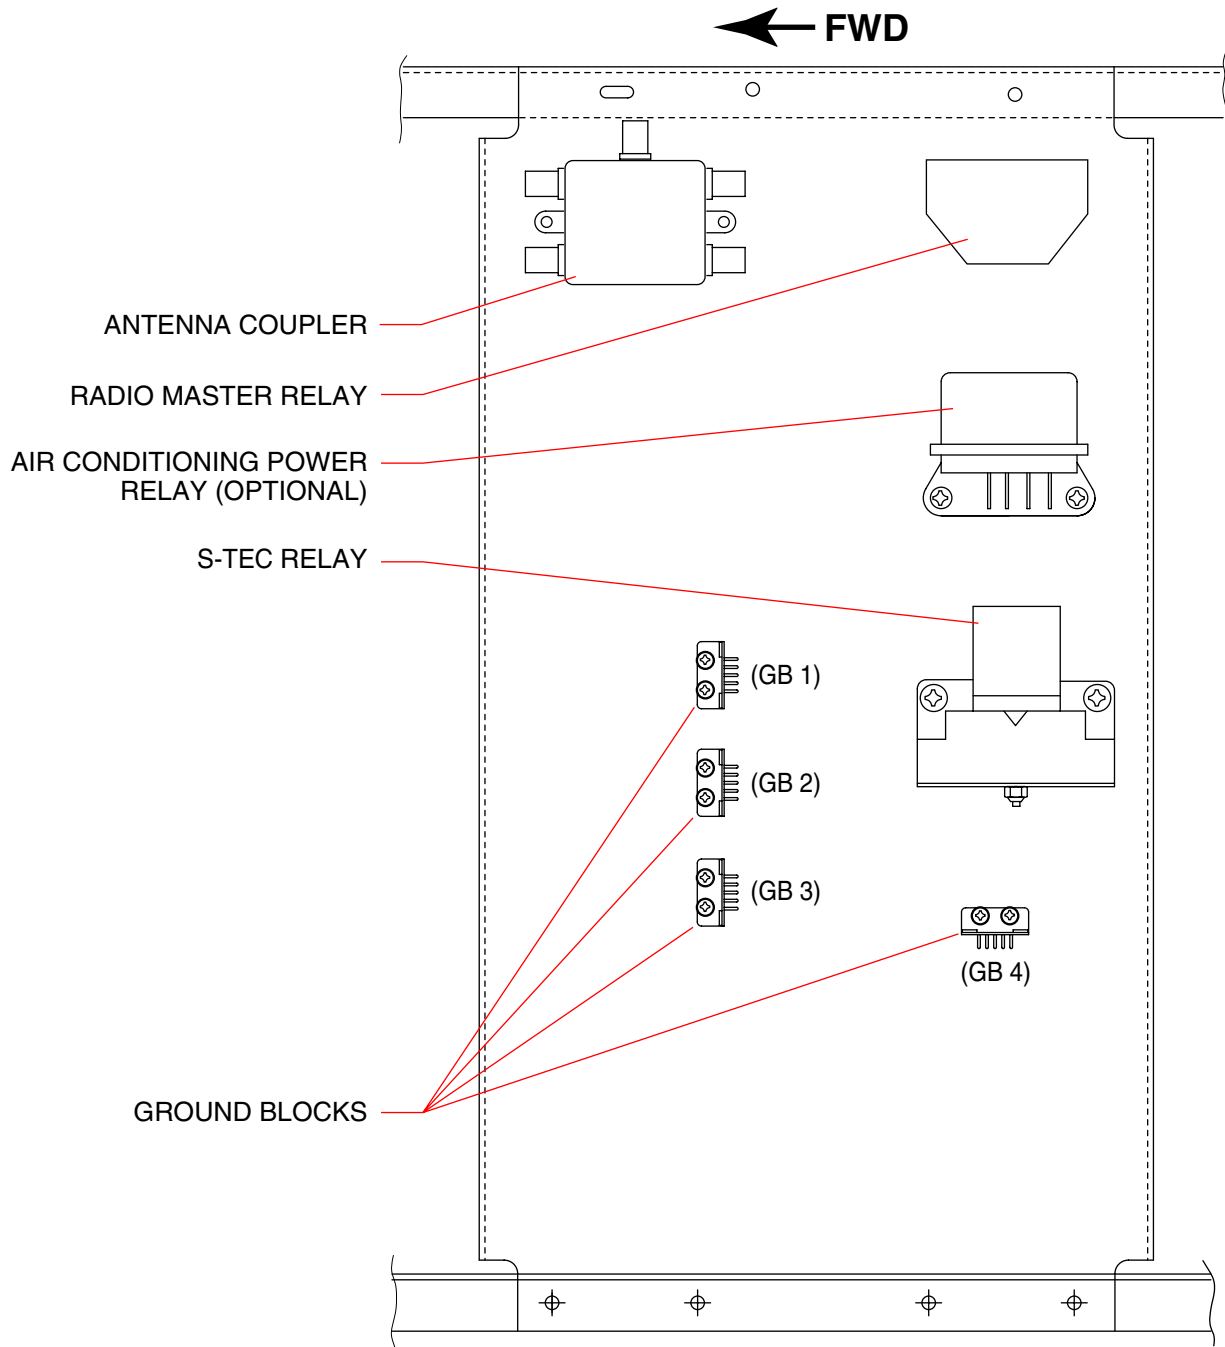 FWD
ANTENNA COUPLER
RADIO MASTER RELAY
AIR CONDITIONING POWER
RELAY (OPTIONAL)
S-TEC RELAY
(GB 1)
(GB 2)
(GB 3)
(GB 4)
GROUND BLOCKS